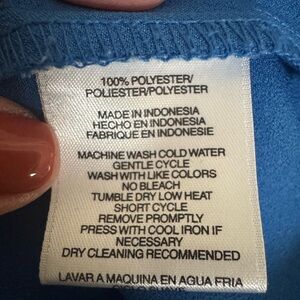 100% POLYESTER/
POLIESTER/POLYESTER
MADE IN INDONESIA
HECHO EN INDONESIA
FABRIQUE EN INDONESIE
MACHINE WASH COLD WATER
GENTLE CYCLE
WASH WITH LIKE COLORS
NO BLEACH
TUMBLE DRY LOW HEAT
SHORT CYCLE
REMOVE PROMPTLY
PRESS WITH COOL IRON IF
NECESSARY
DRY CLEANING RECOMMENDED
LAVAR A MAQUINA EN AGUA FRIA